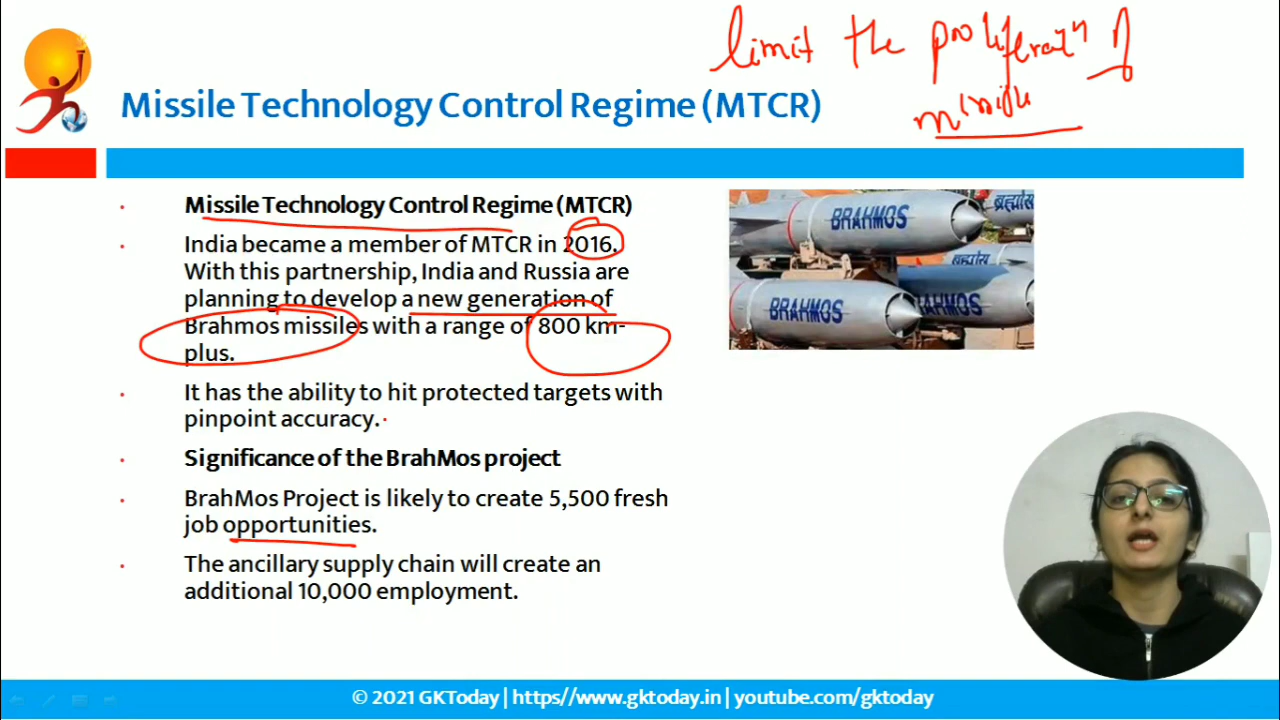 limit the proliferatn of
missile
Missile Technology Control Regime (MTCR)
Missile Technology Control Regime (MTCR)
India became a member of MTCR in 2016.
With this partnership, India and Russia are
planning to develop a new generation of
Brahmos missiles with a range of 800 km-
plus.
It has the ability to hit protected targets with
pinpoint accuracy.
Significance of the BrahMos project
BrahMos Project is likely to create 5,500 fresh
job opportunities.
The ancillary supply chain will create an
additional 10,000 employment.
BRAHMOS
ब्रह्मोस
BRAHMOS
BRAHMOS
© 2021 GKToday | https//www.gktoday.in | youtube.com/gktoday